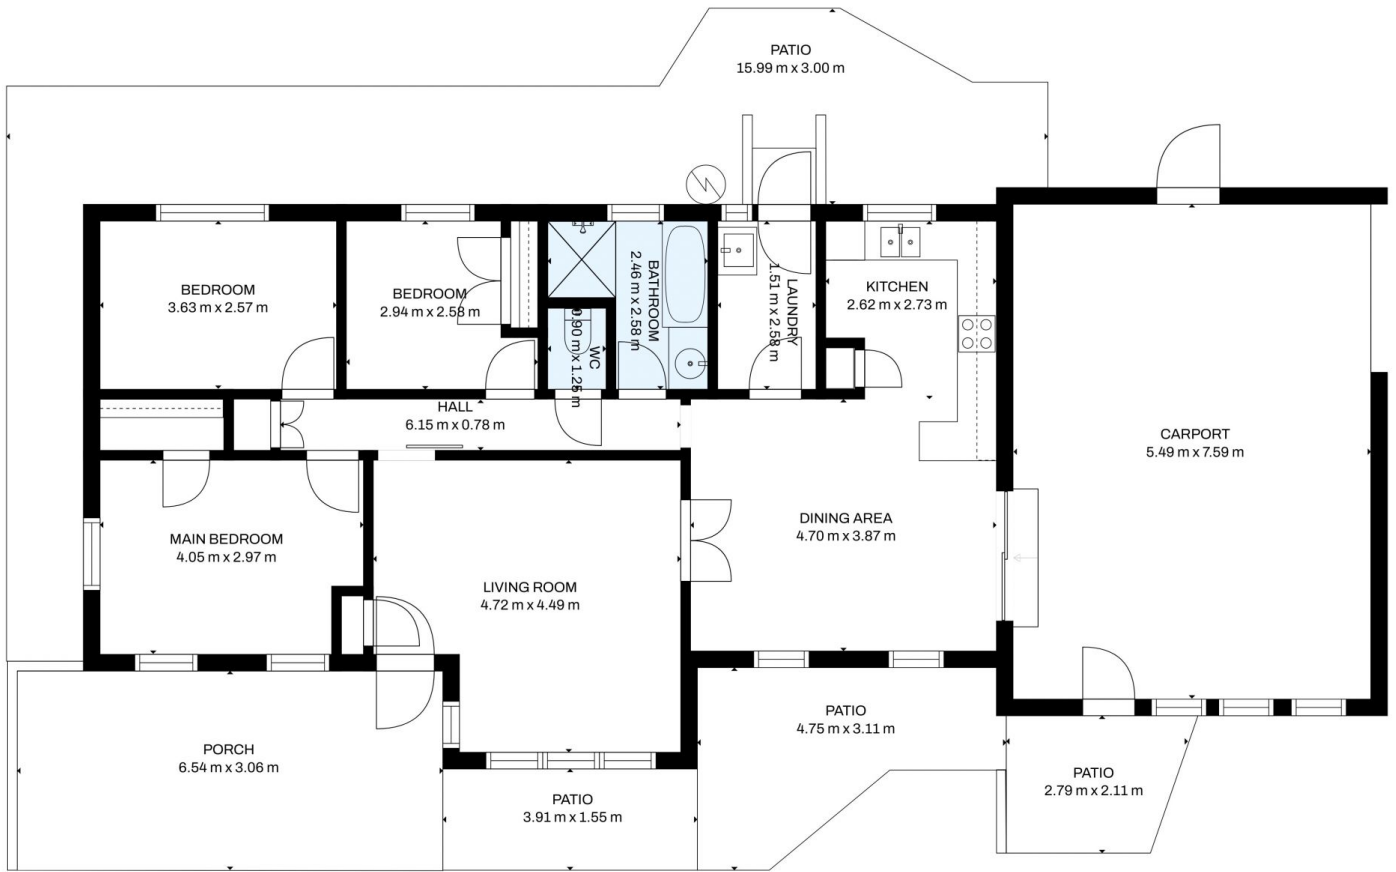 PATIO
15.99 m x 3.00 m
BEDROOM
3.63 m x 2.57 m
BEDROOM
2.94 m x 2.58 m
BATHROOM
2.46 m x 2.58 m
WC
0.90 m x 1.25 m
LAUNDRY
1.51 m x 2.58 m
KITCHEN
2.62 m x 2.73 m
HALL
6.15 m x 0.78 m
CARPORT
5.49 m x 7.59 m
MAIN BEDROOM
4.05 m x 2.97 m
LIVING ROOM
4.72 m x 4.49 m
DINING AREA
4.70 m x 3.87 m
PORCH
6.54 m x 3.06 m
PATIO
3.91 m x 1.55 m
PATIO
4.75 m x 3.11 m
PATIO
2.79 m x 2.11 m